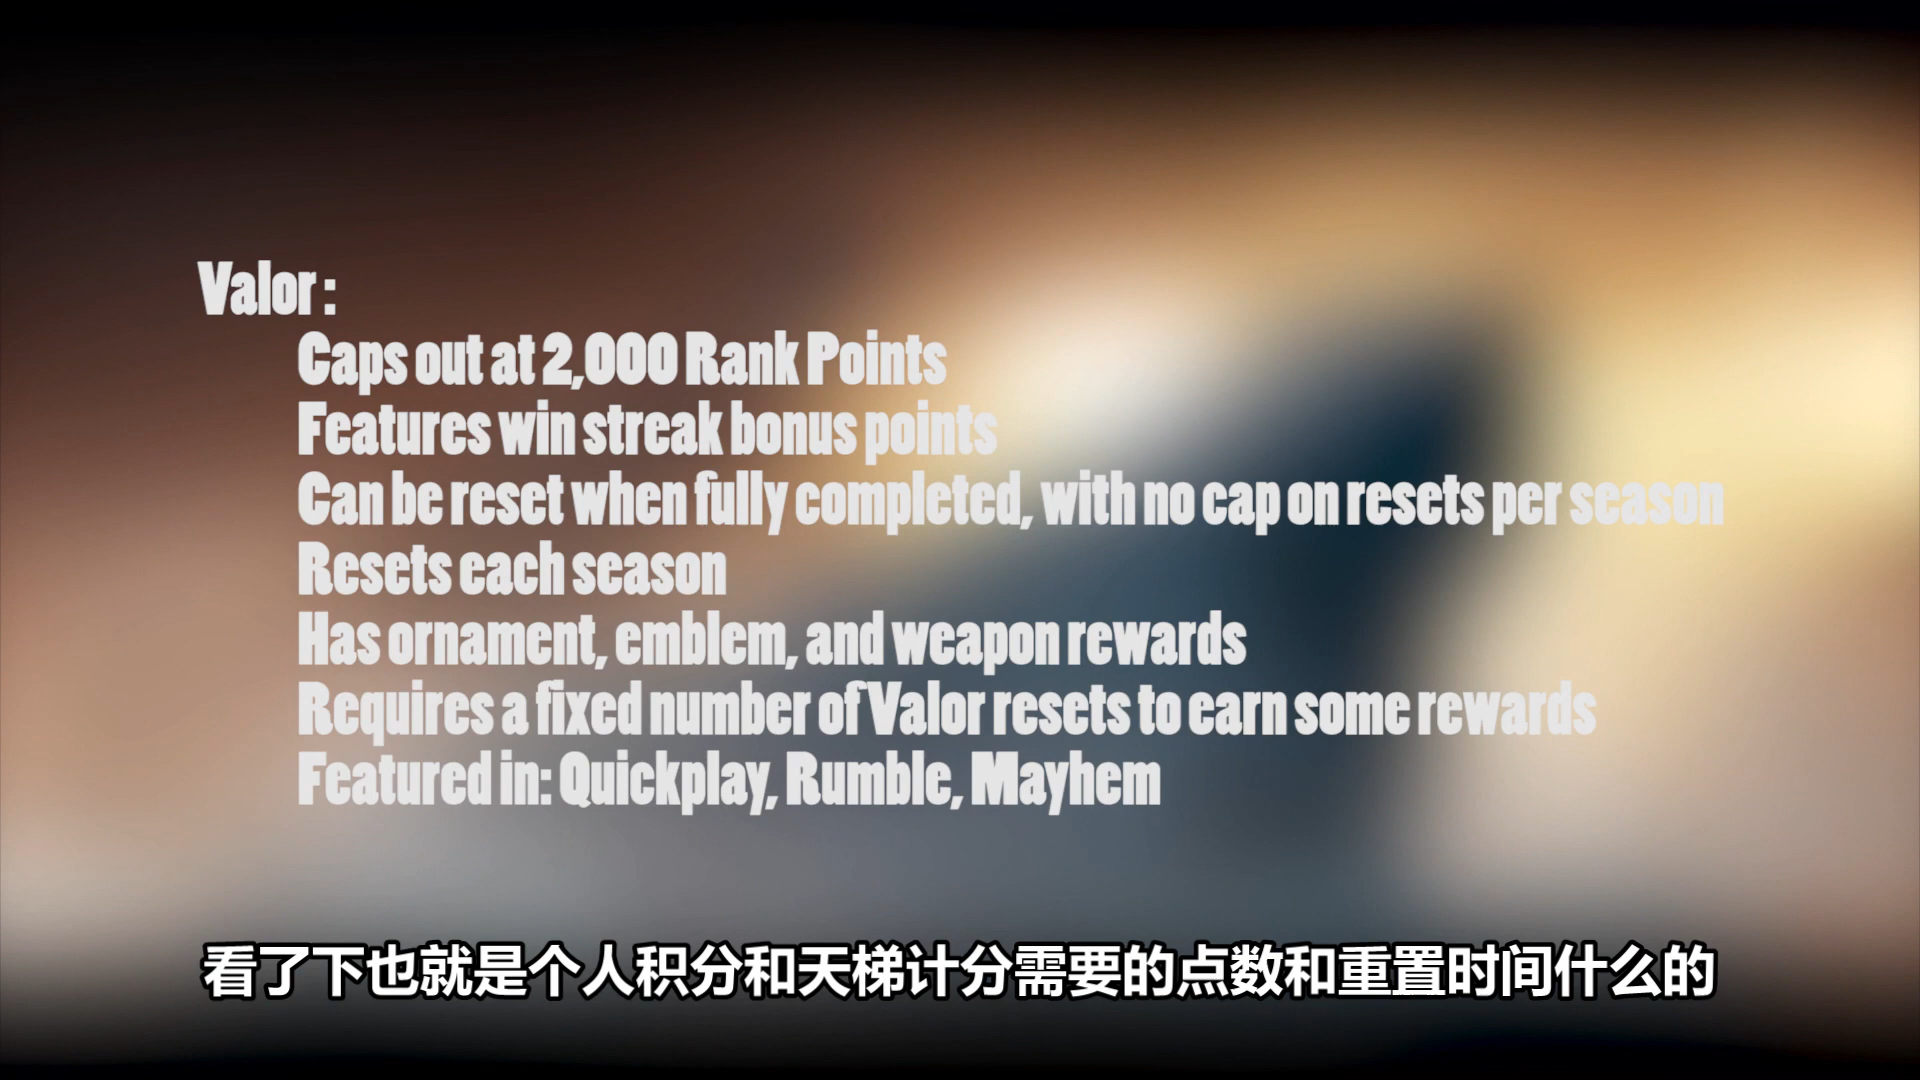 Valor :
Caps out at 2,000 Rank Points
Features win streak bonus points
Can be reset when fully completed, with no cap on resets per season
Resets each season
Has ornament, emblem, and weapon rewards
Requires a fixed number of Valor resets to earn some rewards
Featured in: Quickplay, Rumble, Mayhem
看了下也就是个人积分和天梯计分需要的点数和重置时间什么的